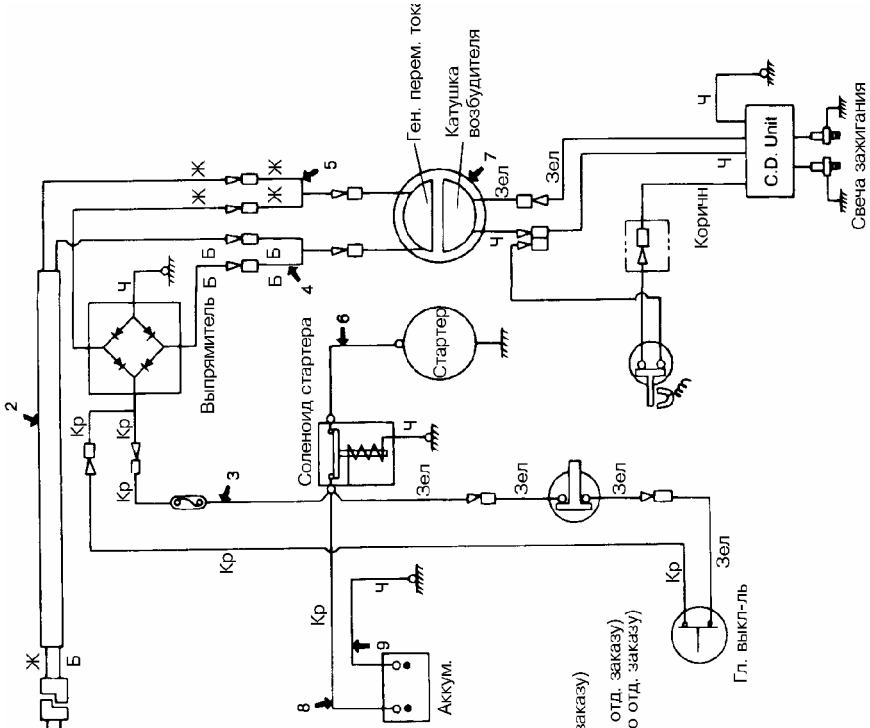 Ген. перем. тока
Катушка
возбудителя
Ч
C.D. Unit
Свеча зажигания
Ж
Ж
Ж
Ж
5
7
Зел
Зел
Ч
Ч
Коричн
Б
Б
Б
Б
4
Ч
Выпрямитель
2
Кр
Кр
Кр
3
Соленоид стартера
6
Стартер
Ч
Зел
Зел
Зел
Зел
Кр
Кр
Кр
Ч
9
8
Аккум.
Гл. выкл-ль
Ж
Б
заказу)
отд. заказу)
о отд. заказу)